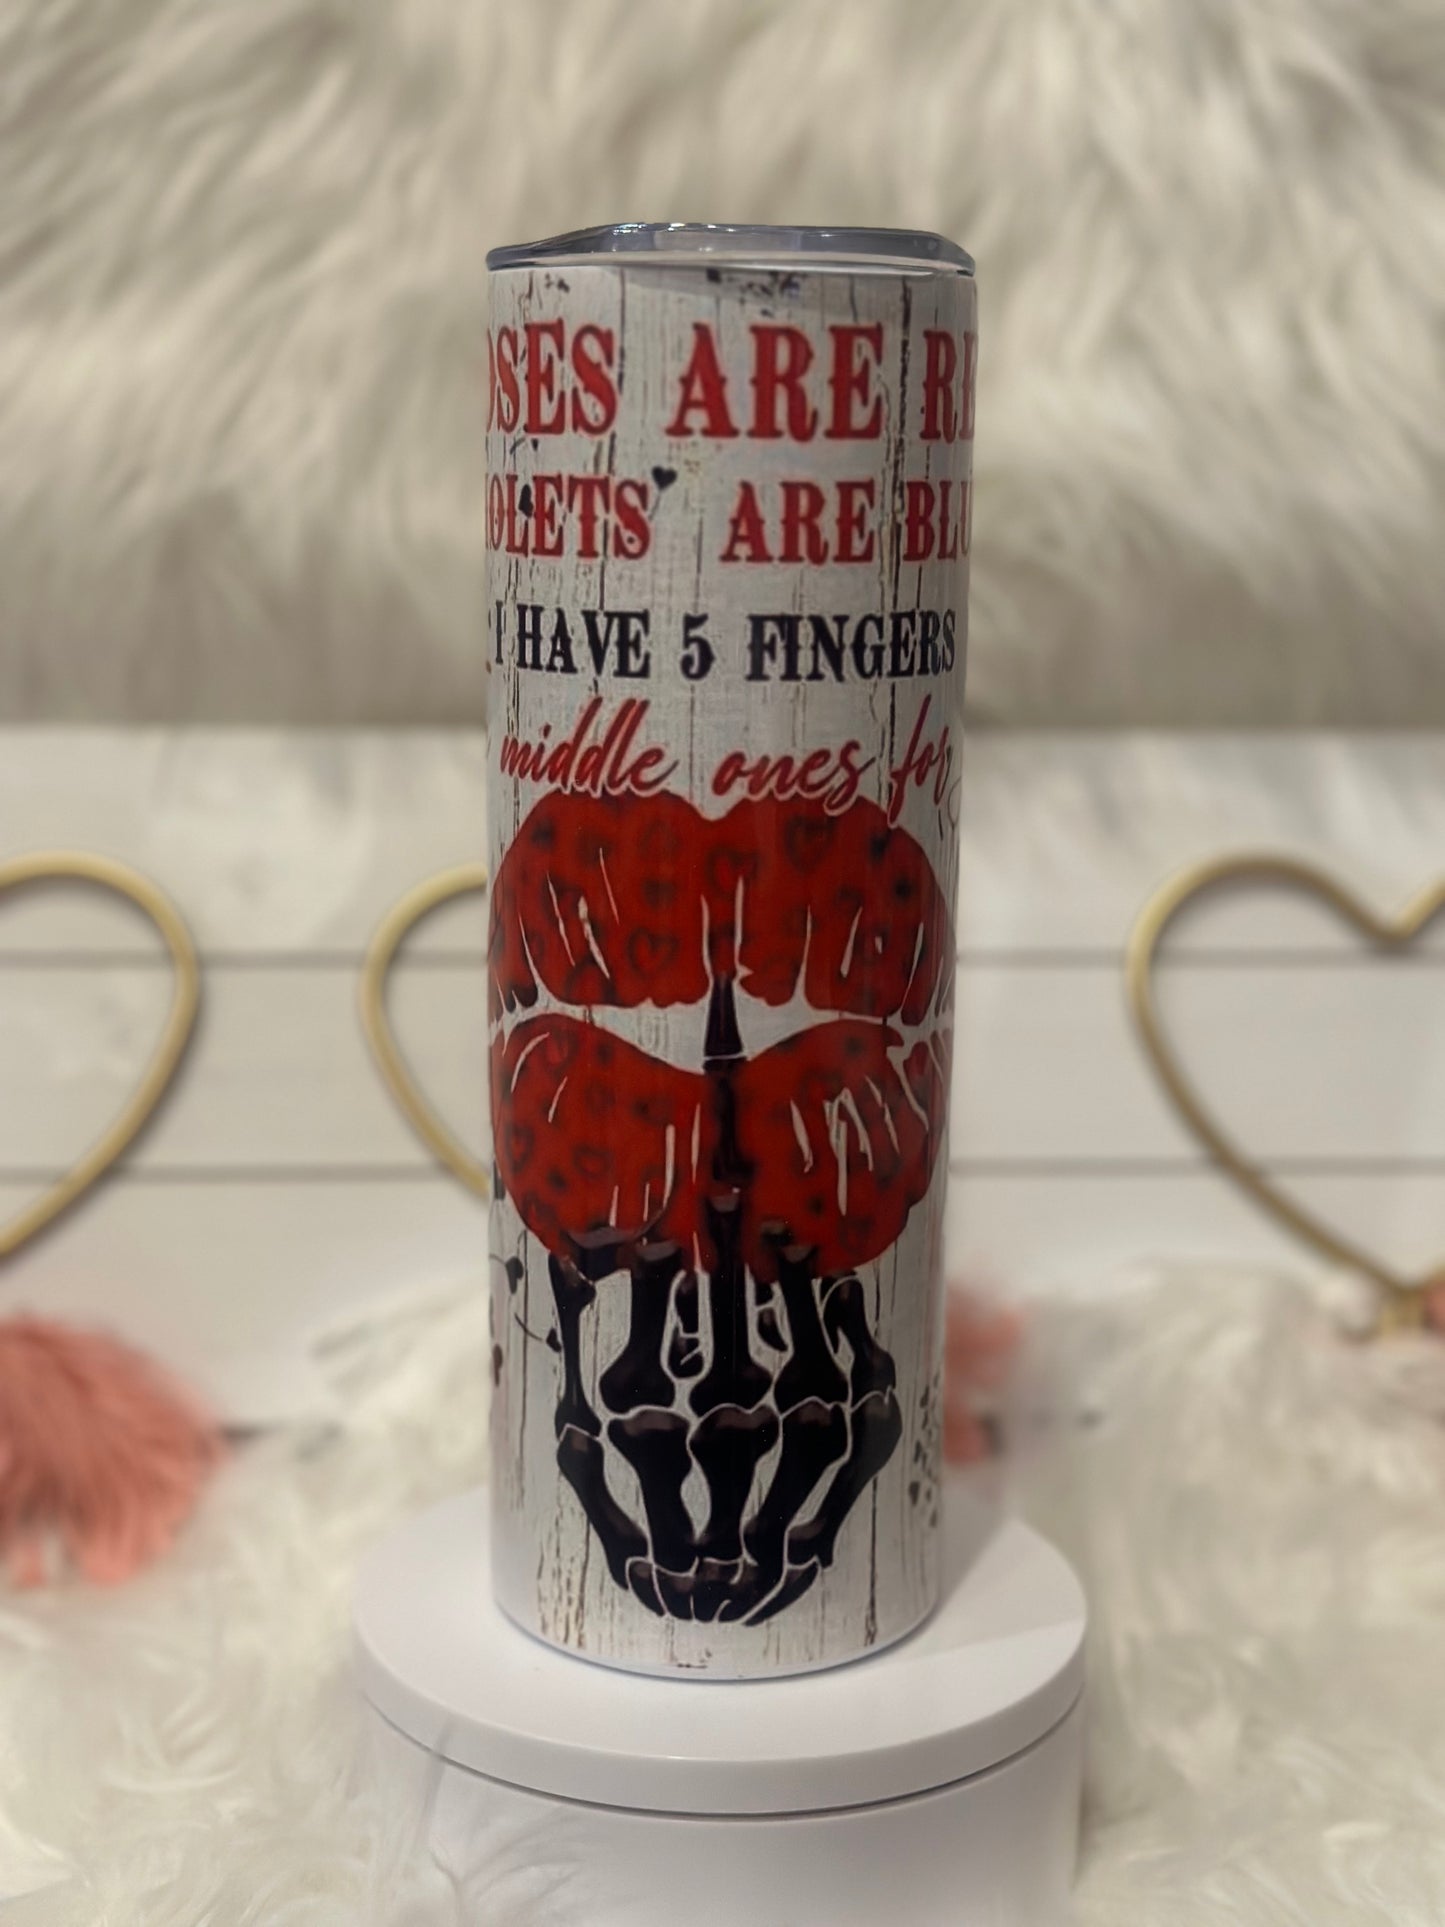 OSES ARE RE
IOLETS ARE BLU
I HAVE 5 FINGERS
middle ones for